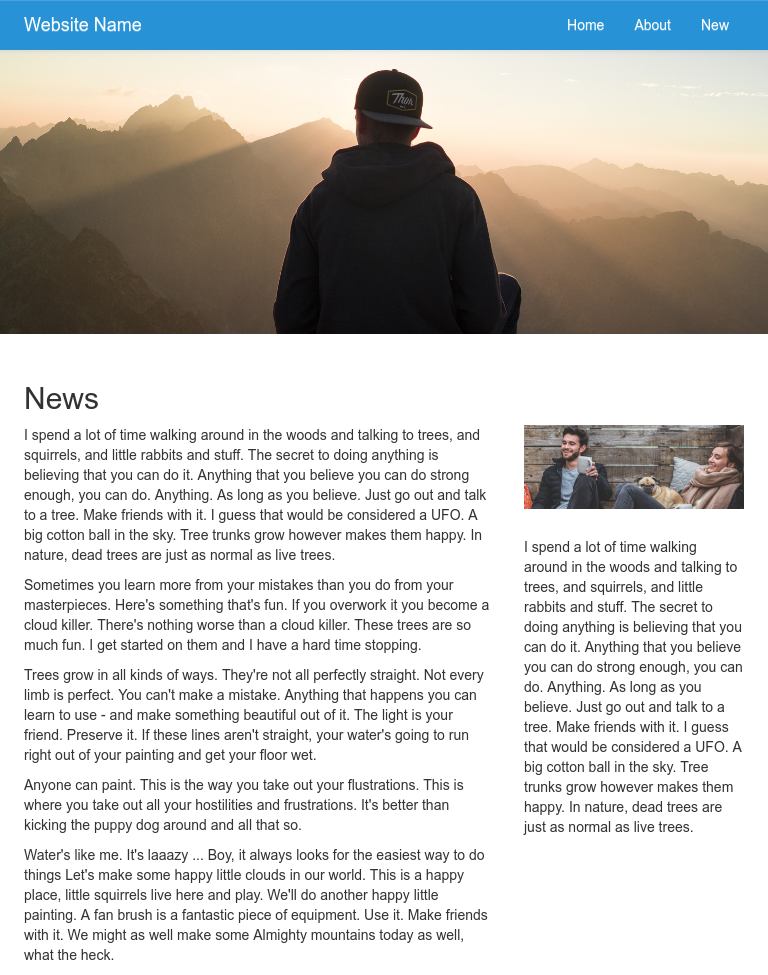 Website Name
Home About New
Thor
News
I spend a lot of time walking around in the woods and talking to trees, and
squirrels, and little rabbits and stuff. The secret to doing anything is
believing that you can do it. Anything that you believe you can do strong
enough, you can do. Anything. As long as you believe. Just go out and talk
to a tree. Make friends with it. I guess that would be considered a UFO. A
big cotton ball in the sky. Tree trunks grow however makes them happy. In
nature, dead trees are just as normal as live trees.
Sometimes you learn more from your mistakes than you do from your
masterpieces. Here's something that's fun. If you overwork it you become a
cloud killer. There's nothing worse than a cloud killer. These trees are so
much fun. I get started on them and I have a hard time stopping.
Trees grow in all kinds of ways. They're not all perfectly straight. Not every
limb is perfect. You can't make a mistake. Anything that happens you can
learn to use - and make something beautiful out of it. The light is your
friend. Preserve it. If these lines aren't straight, your water's going to run
right out of your painting and get your floor wet.
Anyone can paint. This is the way you take out your flustrations. This is
where you take out all your hostilities and frustrations. It's better than
kicking the puppy dog around and all that so.
Water's like me. It's laaazy ... Boy, it always looks for the easiest way to do
things Let's make some happy little clouds in our world. This is a happy
place, little squirrels live here and play. We'll do another happy little
painting. A fan brush is a fantastic piece of equipment. Use it. Make friends
with it. We might as well make some Almighty mountains today as well,
what the heck.
I spend a lot of time walking
around in the woods and talking to
trees, and squirrels, and little
rabbits and stuff. The secret to
doing anything is believing that you
can do it. Anything that you believe
you can do strong enough, you can
do. Anything. As long as you
believe. Just go out and talk to a
tree. Make friends with it. I guess
that would be considered a UFO. A
big cotton ball in the sky. Tree
trunks grow however makes them
happy. In nature, dead trees are
just as normal as live trees.